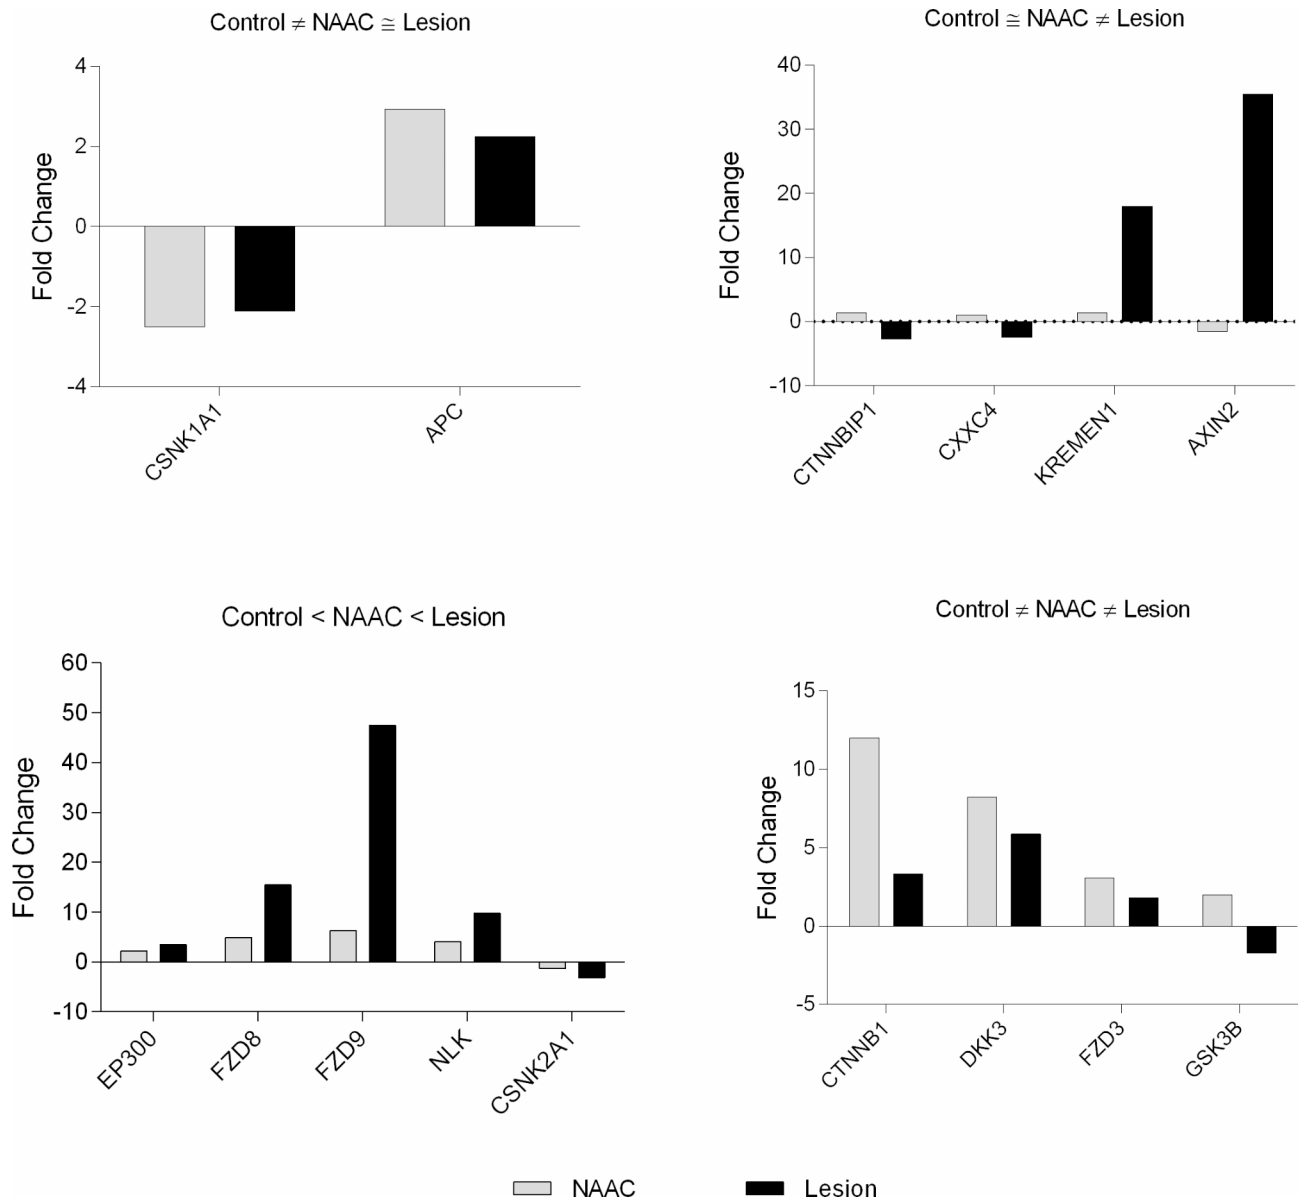 Control ≠ NAAC ≅ Lesion
4
2
0
-2
-4
Fold Change
CSNK1A1
APC
Control ≅ NAAC ≠ Lesion
40
30
20
10
0
-10
Fold Change
CTNNBIP1
CXXC4
KREMEN1
AXIN2
Control < NAAC < Lesion
60
50
40
30
20
10
0
-10
Fold Change
EP300
FZD8
FZD9
NLK
CSNK2A1
Control ≠ NAAC ≠ Lesion
15
10
5
0
-5
Fold Change
CTNNB1
DKK3
FZD3
GSK3B
NAAC
Lesion